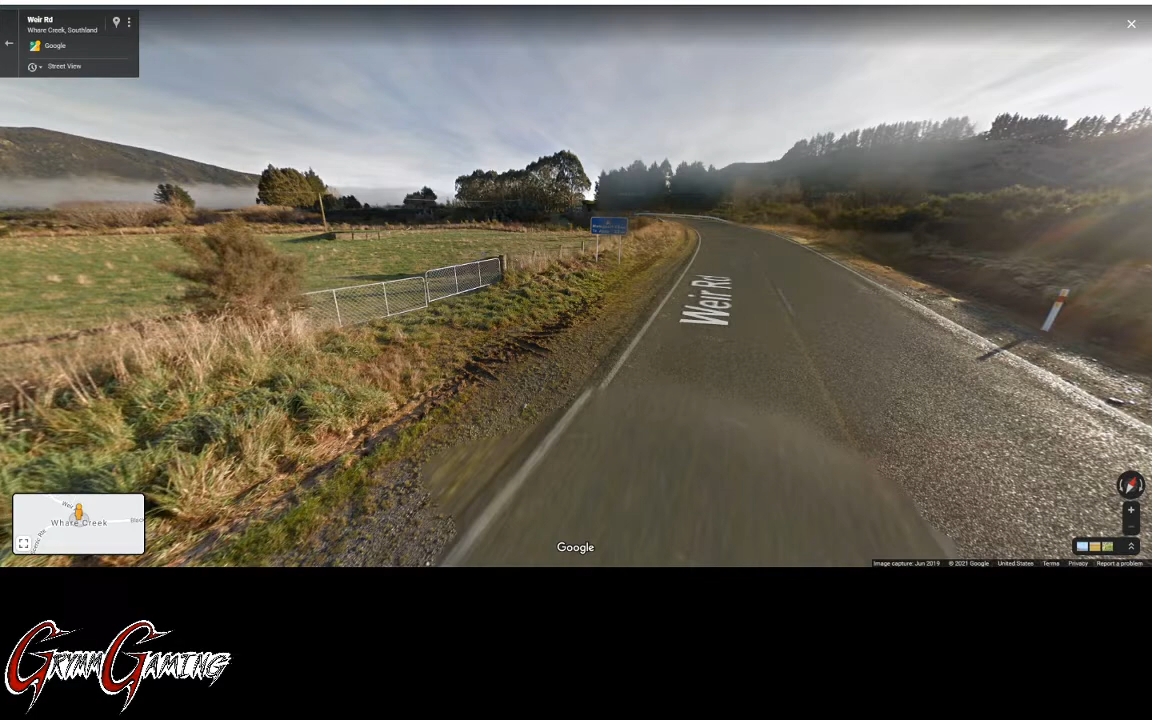 Weir Rd
Whare Creek, Southland
Google
Street View
Weir Rd
Weir
Whare Creek
Google
Image capture: Jun 2019 © 2021 Google United States Terms Privacy Report a problem
GrymmGaming